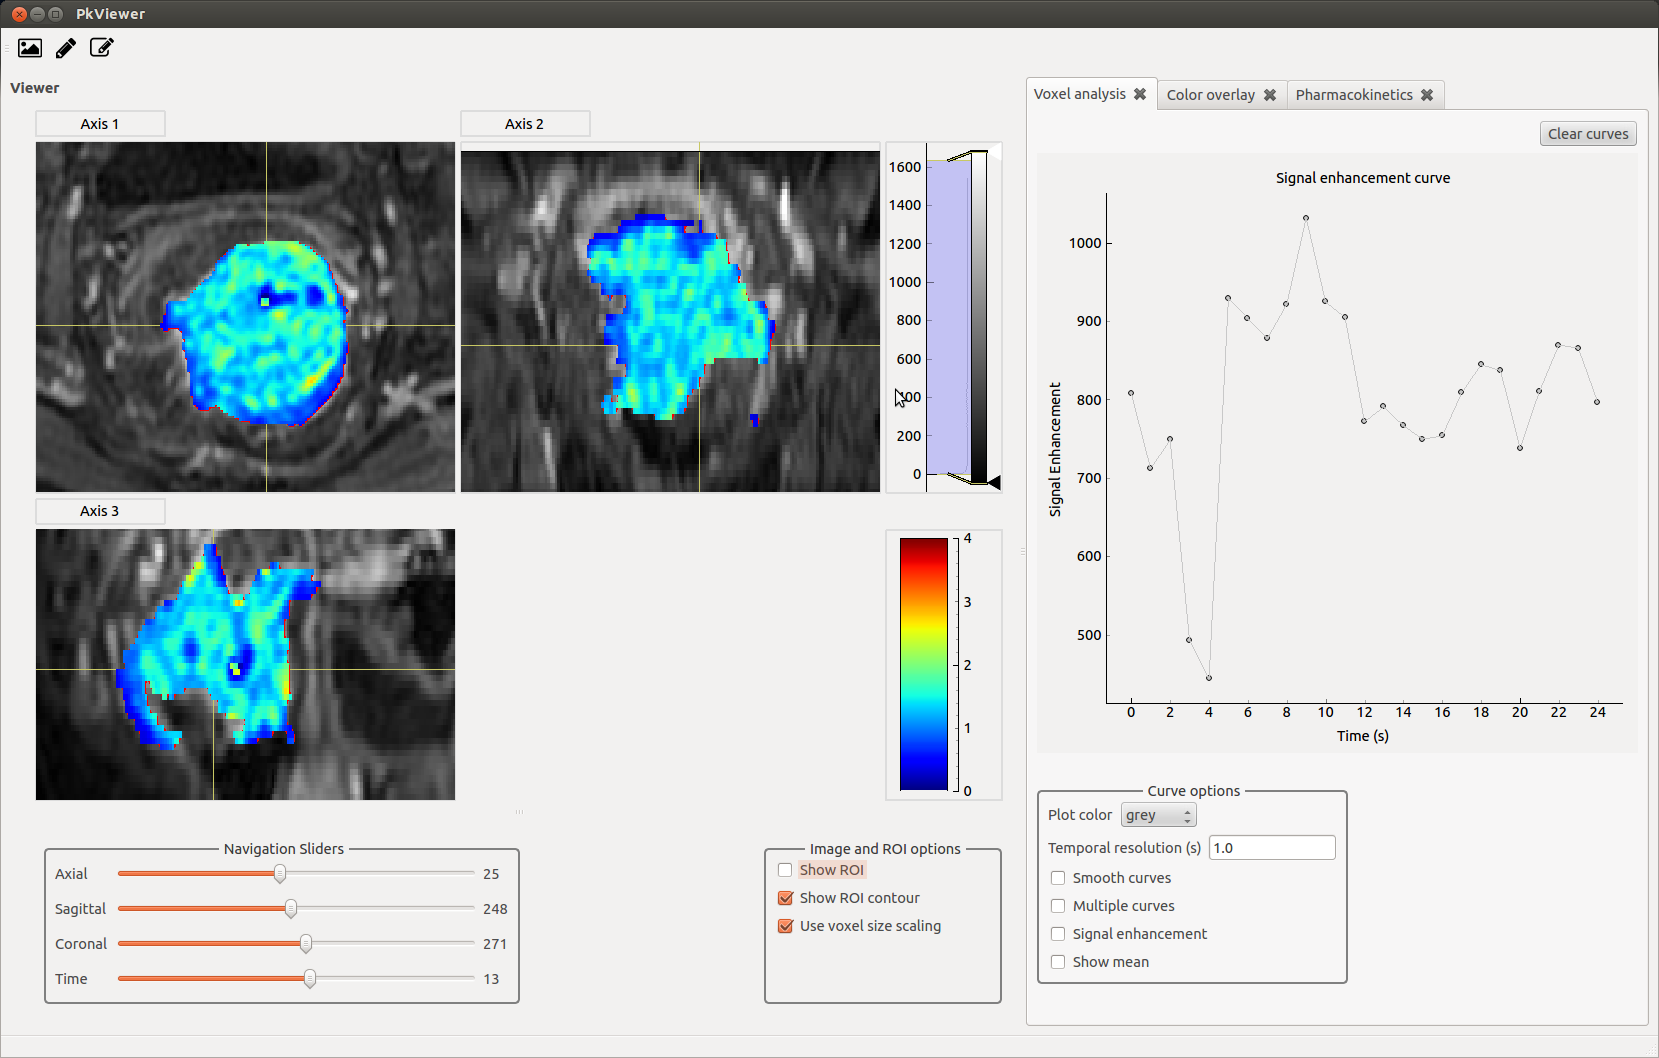 PkViewer
Viewer
Axis 1
Axis 2
1600
1400
1200
1000
800
600
200
0
Axis 3
4
3
2
1
0
Navigation Sliders
Axial 25
Sagittal 248
Coronal 271
Time 13
Image and ROI options
Show ROI
Show ROI contour
Use voxel size scaling
Voxel analysis Color overlay Pharmacokinetics
Clear curves
Signal enhancement curve
Signal Enhancement
1000
900
800
700
600
500
0 2 4 6 8 10 12 14 16 18 20 22 24
Time (s)
Curve options
Plot color grey
Temporal resolution (s) 1.0
Smooth curves
Multiple curves
Signal enhancement
Show mean